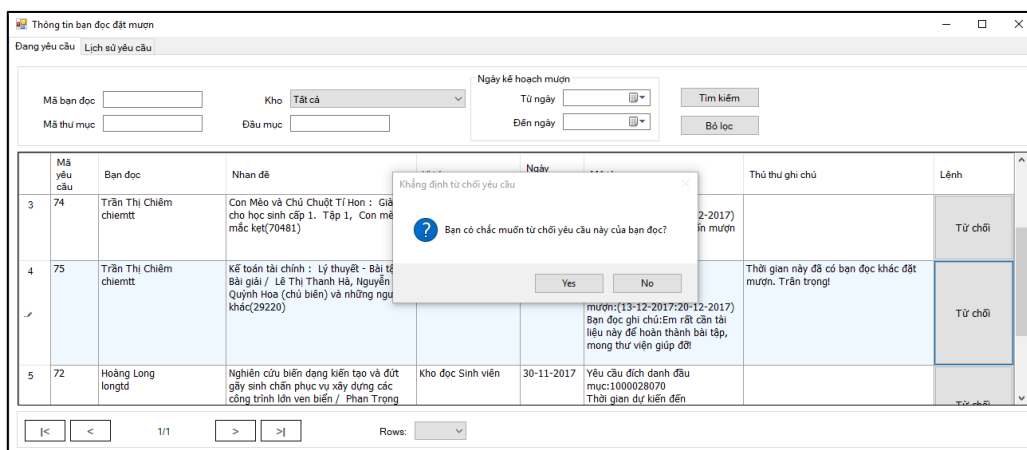 Thông tin bạn đọc đặt mượn
Đang yêu cầu Lịch sử yêu cầu
Ngày kế hoạch mượn
Mã bạn đọc Kho Tất cả Từ ngày Tìm kiếm
Mã thư mục Đầu mục Đến ngày Bỏ lọc
Mã yêu cầu Bạn đọc Nhan đề Ngày Thủ thư ghi chú Lệnh
Khẳng định từ chối yêu cầu
Bạn có chắc muốn từ chối yêu cầu này của bạn đọc?
Yes No
3 74 Trần Thị Chiêm Con Mèo và Chú Chuột Tí Hon :
chiemtt cho học sinh cấp 1. Tập 1, Con 2-2017)
mắc kẹt(70481) mượn
Từ chối
4 75 Trần Thị Chiêm Kế toán tài chính : Lý thuyết - Bài Thời gian này đã có bạn đọc khác đặt
chiemtt Bài giải / Lê Thị Thanh Hà, Nguyễn mượn. Trân trọng!
Quỳnh Hoa (chủ biên) và những
khác(29220) mượn:(13-12-2017:20-12-2017)
Bạn đọc ghi chú:Em rất cần tài Từ chối
liệu này để hoàn thành bài tập,
mong thư viện giúp đỡ!
5 72 Hoàng Long Nghiên cứu biến dạng kiến tạo và đứt Kho đọc Sinh viên 30-11-2017 Yêu cầu đích danh đầu
longtd gãy sinh chấn phục vụ xây dựng các mục:1000028070
công trình lớn ven biển / Phan Trọng Thời gian dự kiến đến
Từ chối
|< < 1/1 > >| Rows: